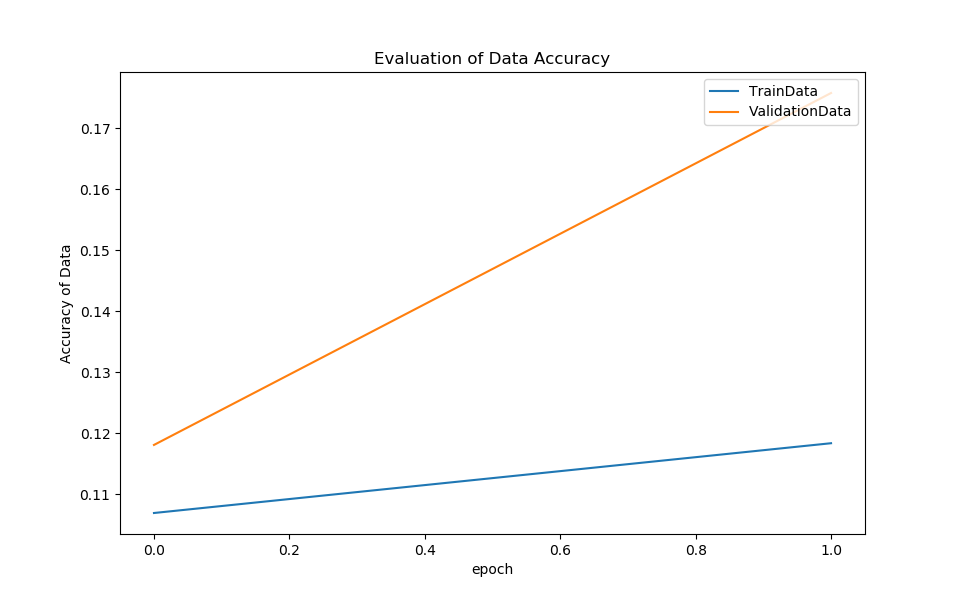 Evaluation of Data Accuracy
TrainData
ValidationData
Accuracy of Data
0.17
0.16
0.15
0.14
0.13
0.12
0.11
0.0 0.2 0.4 0.6 0.8 1.0
epoch